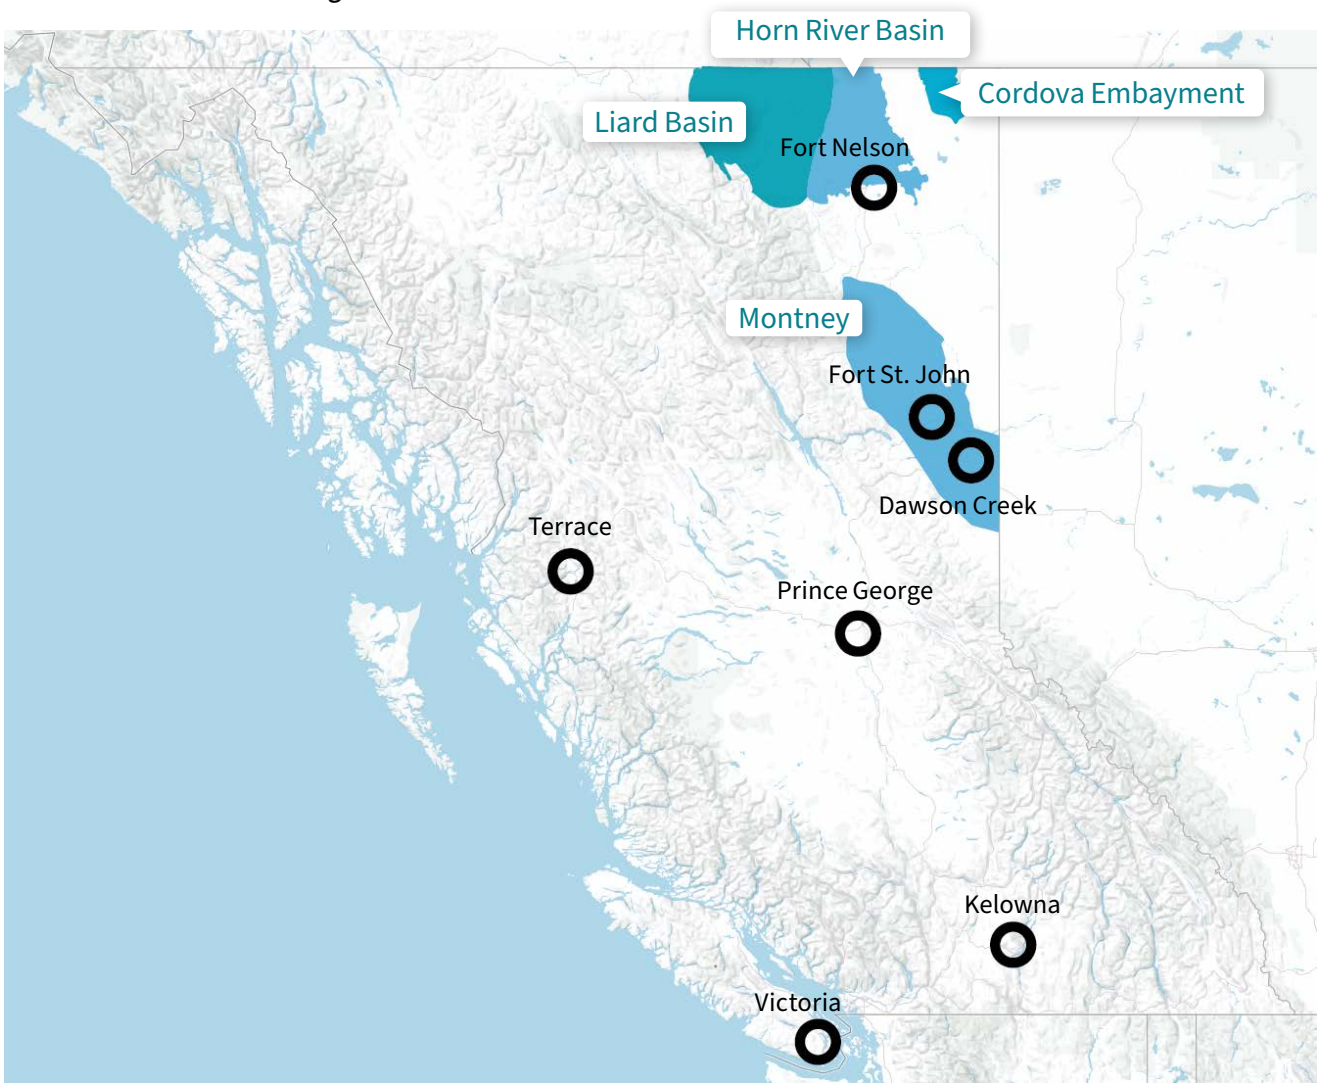 Horn River Basin
Cordova Embayment
Liard Basin
Fort Nelson
Montney
Fort St. John
Dawson Creek
Terrace
Prince George
Kelowna
Victoria